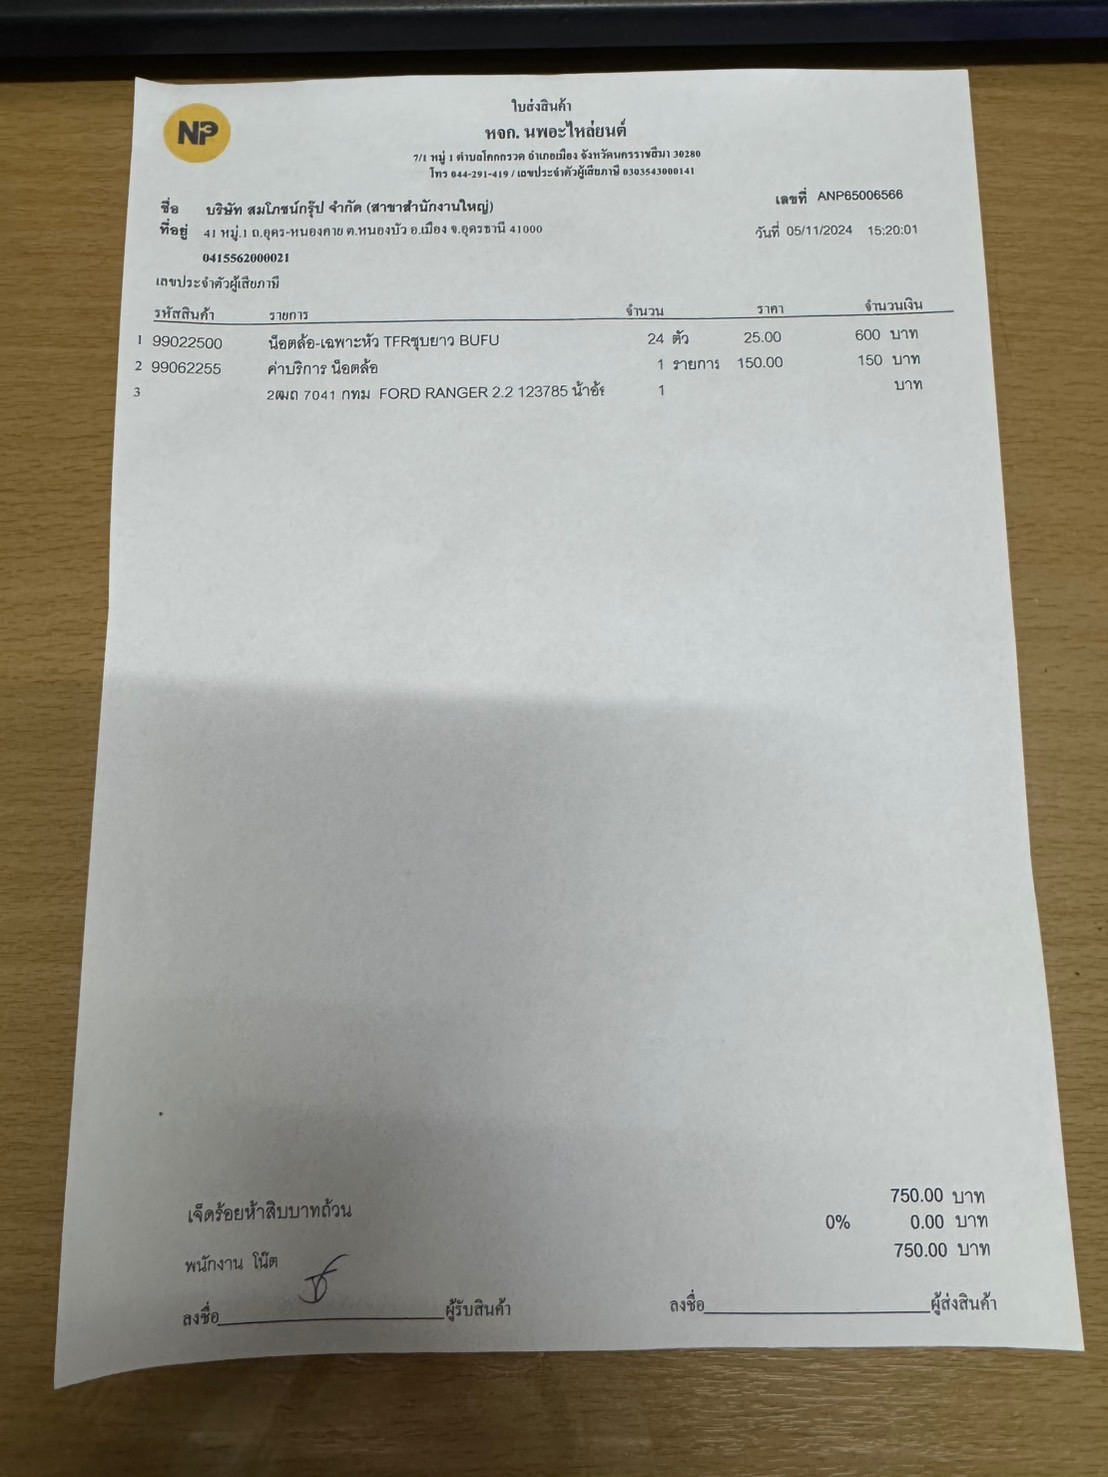 NP
ใบส่งสินค้า
หจก. นพอะไหล่ยนต์
7/1 หมู่ 1 ตำบลโคกกรวด อำเภอเมือง จังหวัดนครราชสีมา 30280
โทร 044-291-419 / เลขประจำตัวผู้เสียภาษี 0303543000141
เลขที่ ANP65006566
ชื่อ บริษัท สมโภชน์กรุ๊ป จำกัด (สาขาสำนักงานใหญ่)
ที่อยู่ 41 หมู่.1 ถ.อุดร-หนองคาย ต.หนองบัว อ.เมือง จ.อุดรธานี 41000
วันที่ 05/11/2024 15:20:01
0415562000021
เลขประจำตัวผู้เสียภาษี
รหัสสินค้า รายการ จำนวน ราคา จำนวนเงิน
1 99022500 น็อตล้อ-เฉพาะหัว TFRชุบยาว BUFU 24 ตัว 25.00 600 บาท
2 99062255 ค่าบริการ น็อตล้อ 1 รายการ 150.00 150 บาท
3 2ฒถ 7041 กทม FORD RANGER 2.2 123785 1 บาท
750.00 บาท
เจ็ดร้อยห้าสิบบาทถ้วน 0% 0.00 บาท
750.00 บาท
พนักงาน โน๊ต
ลงชื่อ ผู้รับสินค้า ลงชื่อ ผู้ส่งสินค้า